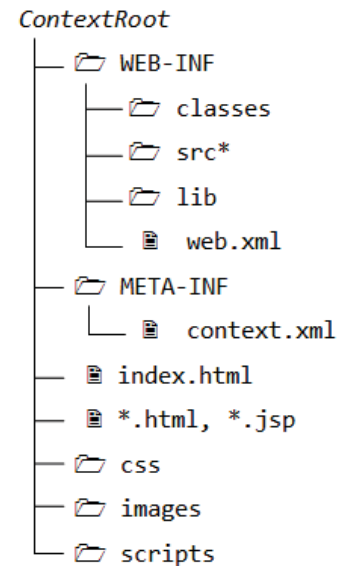 ContextRoot
WEB-INF
classes
src*
lib
web.xml
META-INF
context.xml
index.html
*.html, *.jsp
css
images
scripts